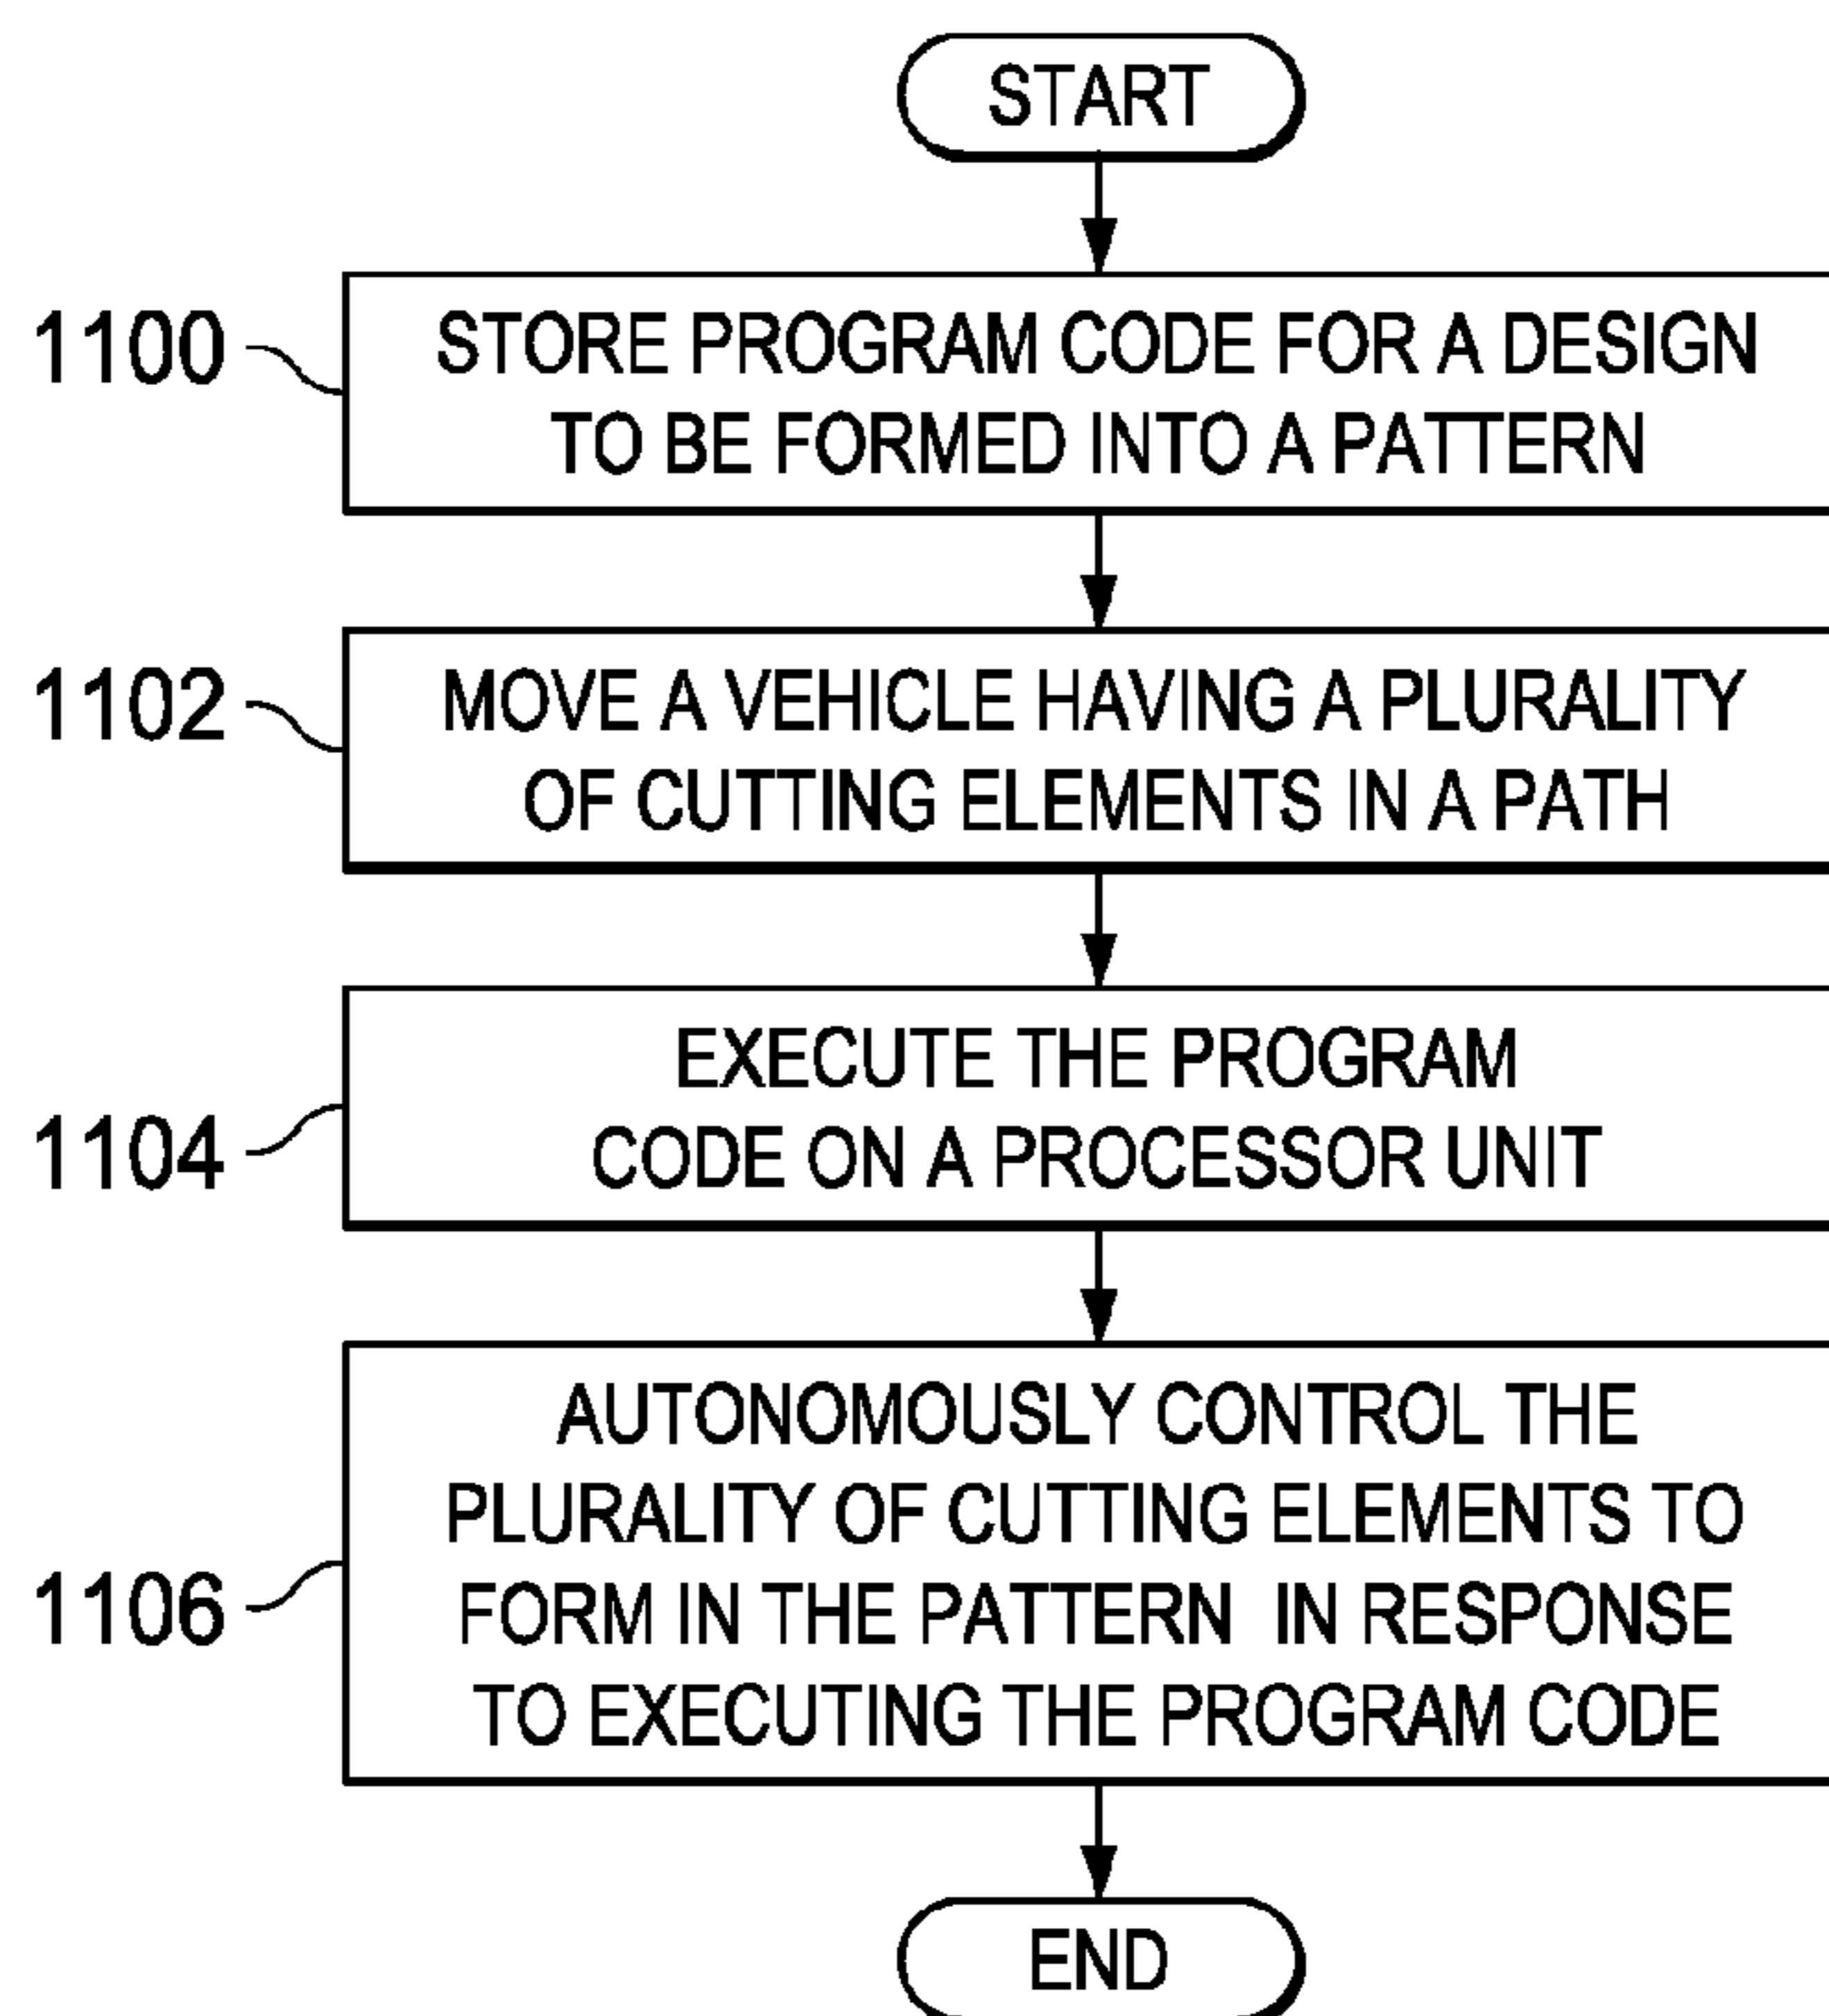 START
1100
STORE PROGRAM CODE FOR A DESIGN
TO BE FORMED INTO A PATTERN
1102
MOVE A VEHICLE HAVING A PLURALITY
OF CUTTING ELEMENTS IN A PATH
EXECUTE THE PROGRAM
1104
CODE ON A PROCESSOR UNIT
AUTONOMOUSLY CONTROL THE
PLURALITY OF CUTTING ELEMENTS TO
1106
FORM IN THE PATTERN IN RESPONSE
TO EXECUTING THE PROGRAM CODE
END